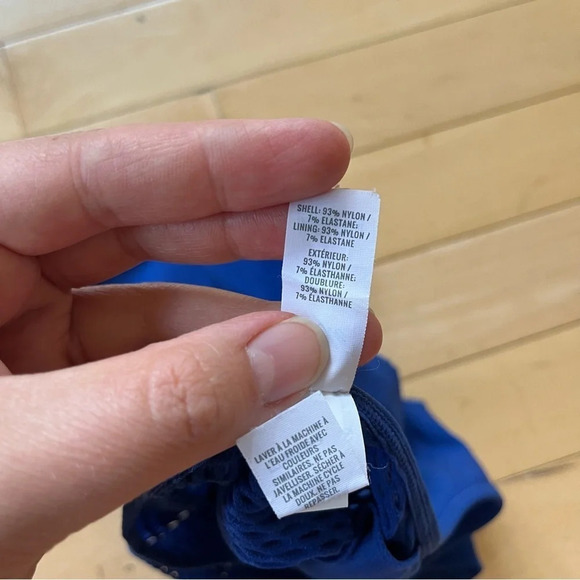 SHELL: 93% NYLON /
7% ELASTANE;
LINING: 93% NYLON /
7% ELASTANE
EXTÉRIEUR:
93% NYLON /
7% ÉLASTHANNE;
DOUBLURE:
93% NYLON /
7% ÉLASTHANNE
LAVER À LA MACHINE À
L'EAU FROIDE AVEC
COULEURS
SIMILAIRES. NE PAS
JAVELLISER. SÉCHER À
LA MACHINE CYCLE
DOUX. NE PAS
REPASSER.